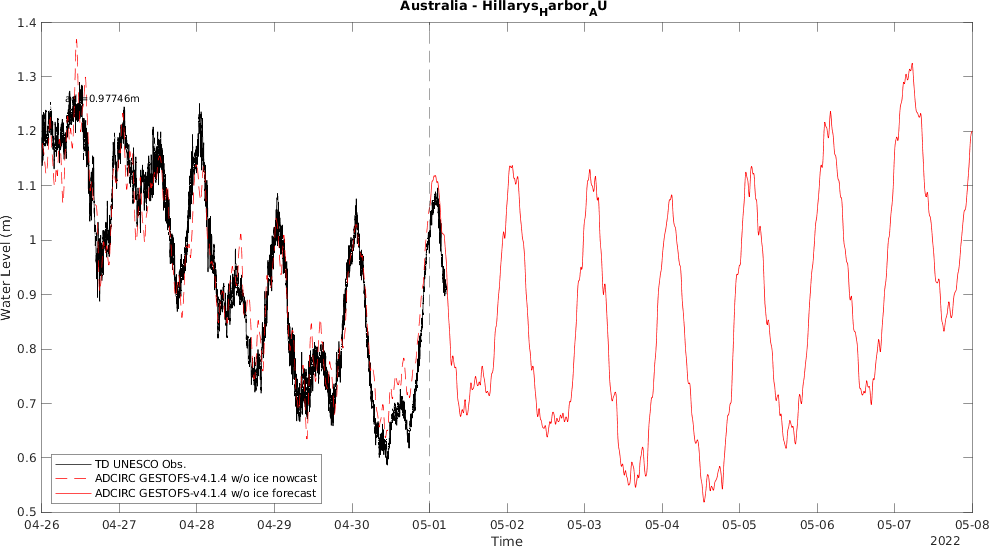 Australia - HillarysHarborAU
1.4
1.3
1.2
1.1
1
0.9
0.8
0.7
0.6
0.5
Water Level (m)
=0.97746m
TD UNESCO Obs.
ADCIRC GESTOFS-v4.1.4 w/o ice nowcast
ADCIRC GESTOFS-v4.1.4 w/o ice forecast
04-26 04-27 04-28 04-29 04-30 05-01 05-02 05-03 05-04 05-05 05-06 05-07 05-08
Time
2022